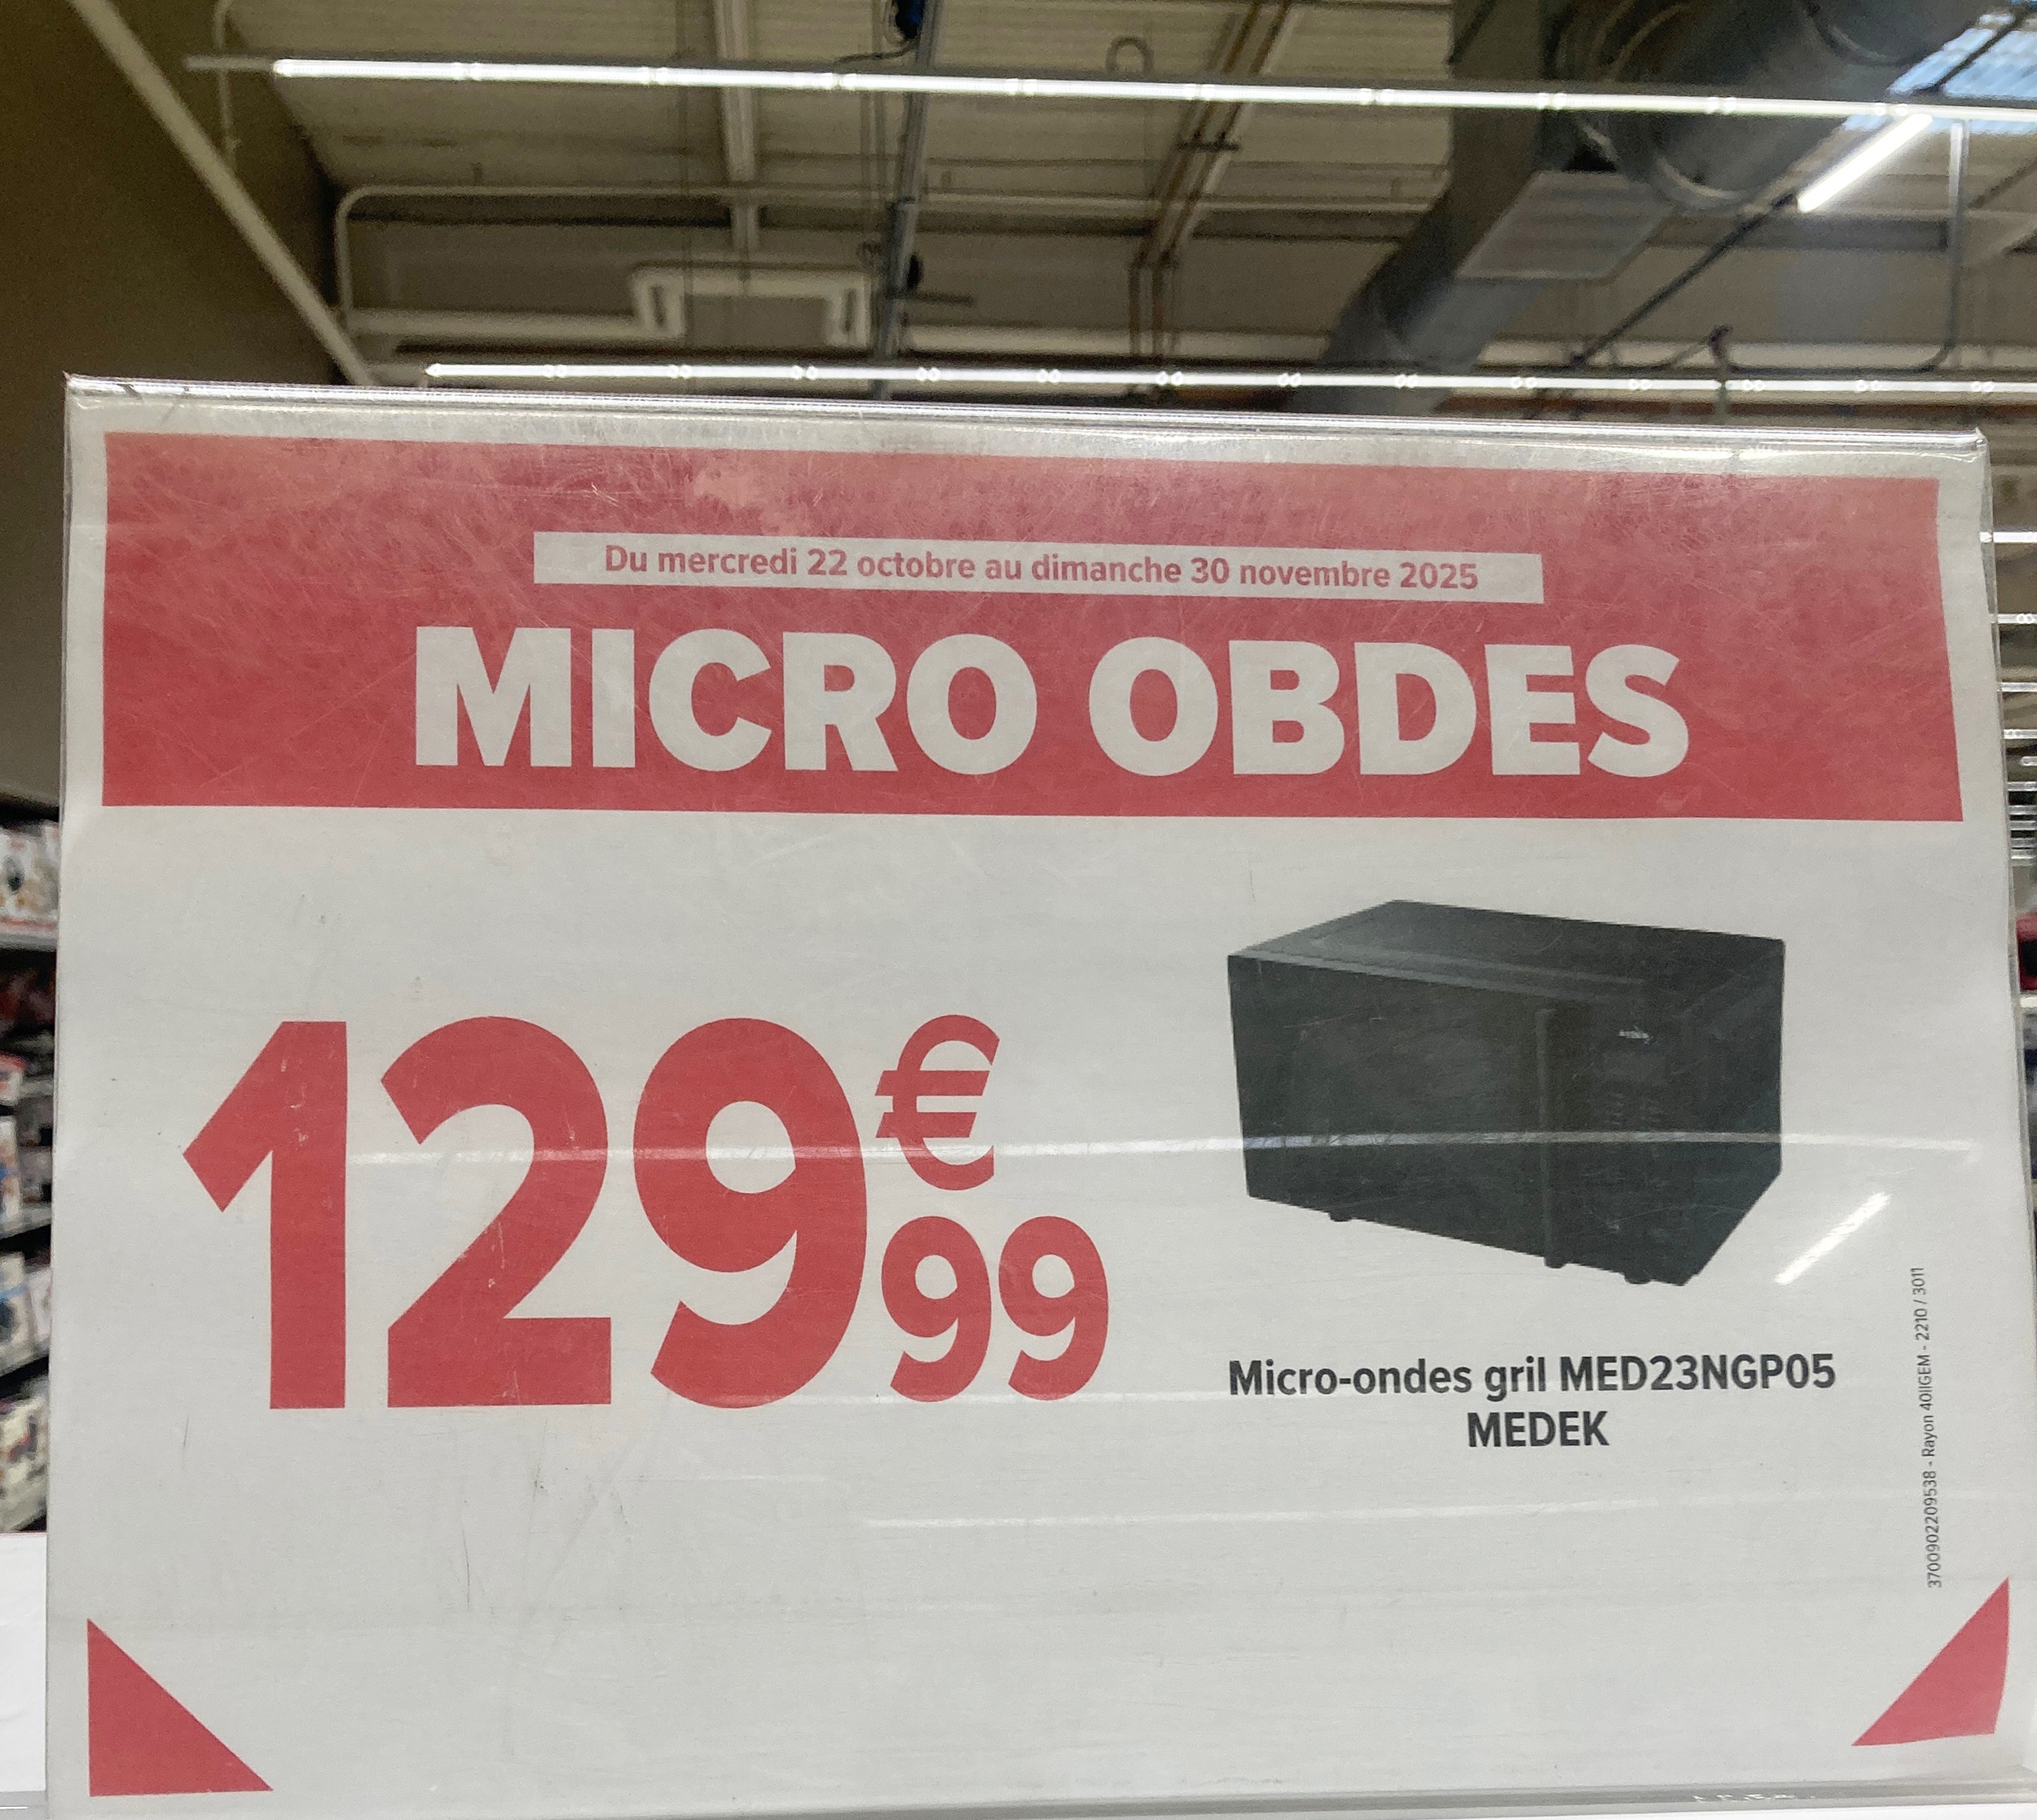 Du mercredi 22 octobre au dimanche 30 novembre 2025
MICRO OBDES
129€99
Micro-ondes gril MED23NGP05
MEDEK
3700902209538 - Rayon 401IGEM - 2210 / 3011